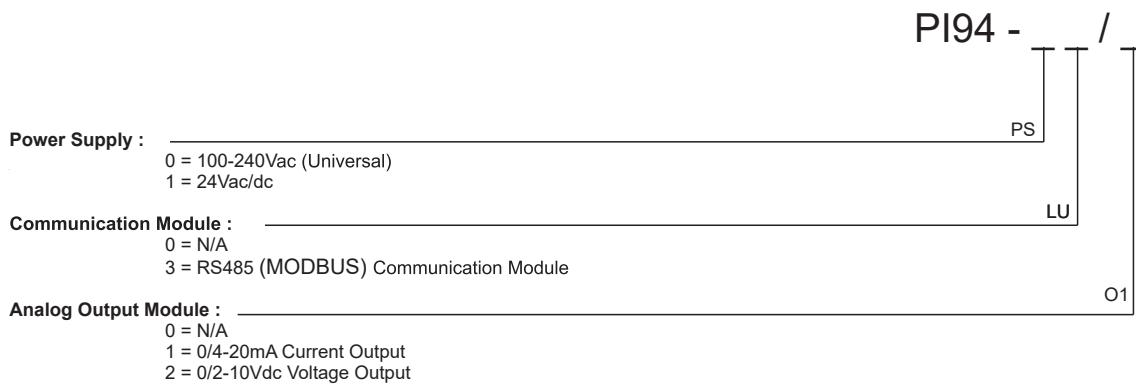 PI94 - _ _ / _
PS
Power Supply :
0 = 100-240Vac (Universal)
1 = 24Vac/dc
LU
Communication Module :
0 = N/A
3 = RS485 (MODBUS) Communication Module
O1
Analog Output Module :
0 = N/A
1 = 0/4-20mA Current Output
2 = 0/2-10Vdc Voltage Output